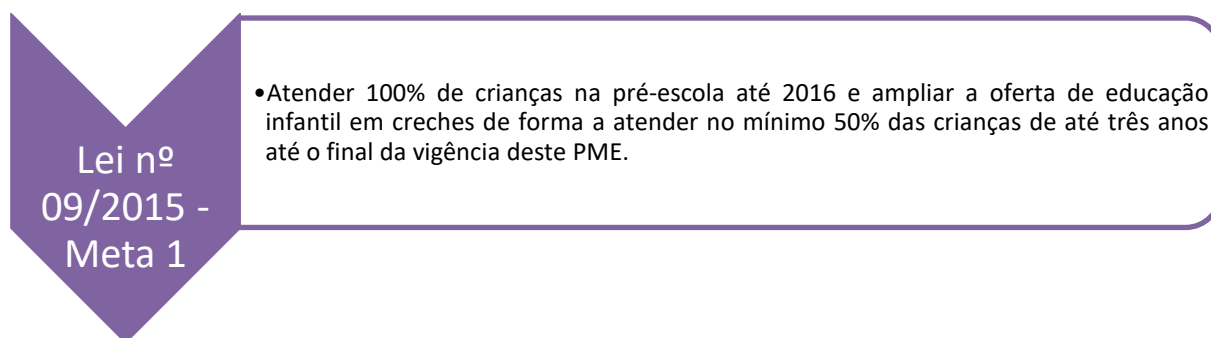 Lei nº
09/2015 -
Meta 1
•Atender 100% de crianças na pré-escola até 2016 e ampliar a oferta de educação
infantil em creches de forma a atender no mínimo 50% das crianças de até três anos
até o final da vigência deste PME.